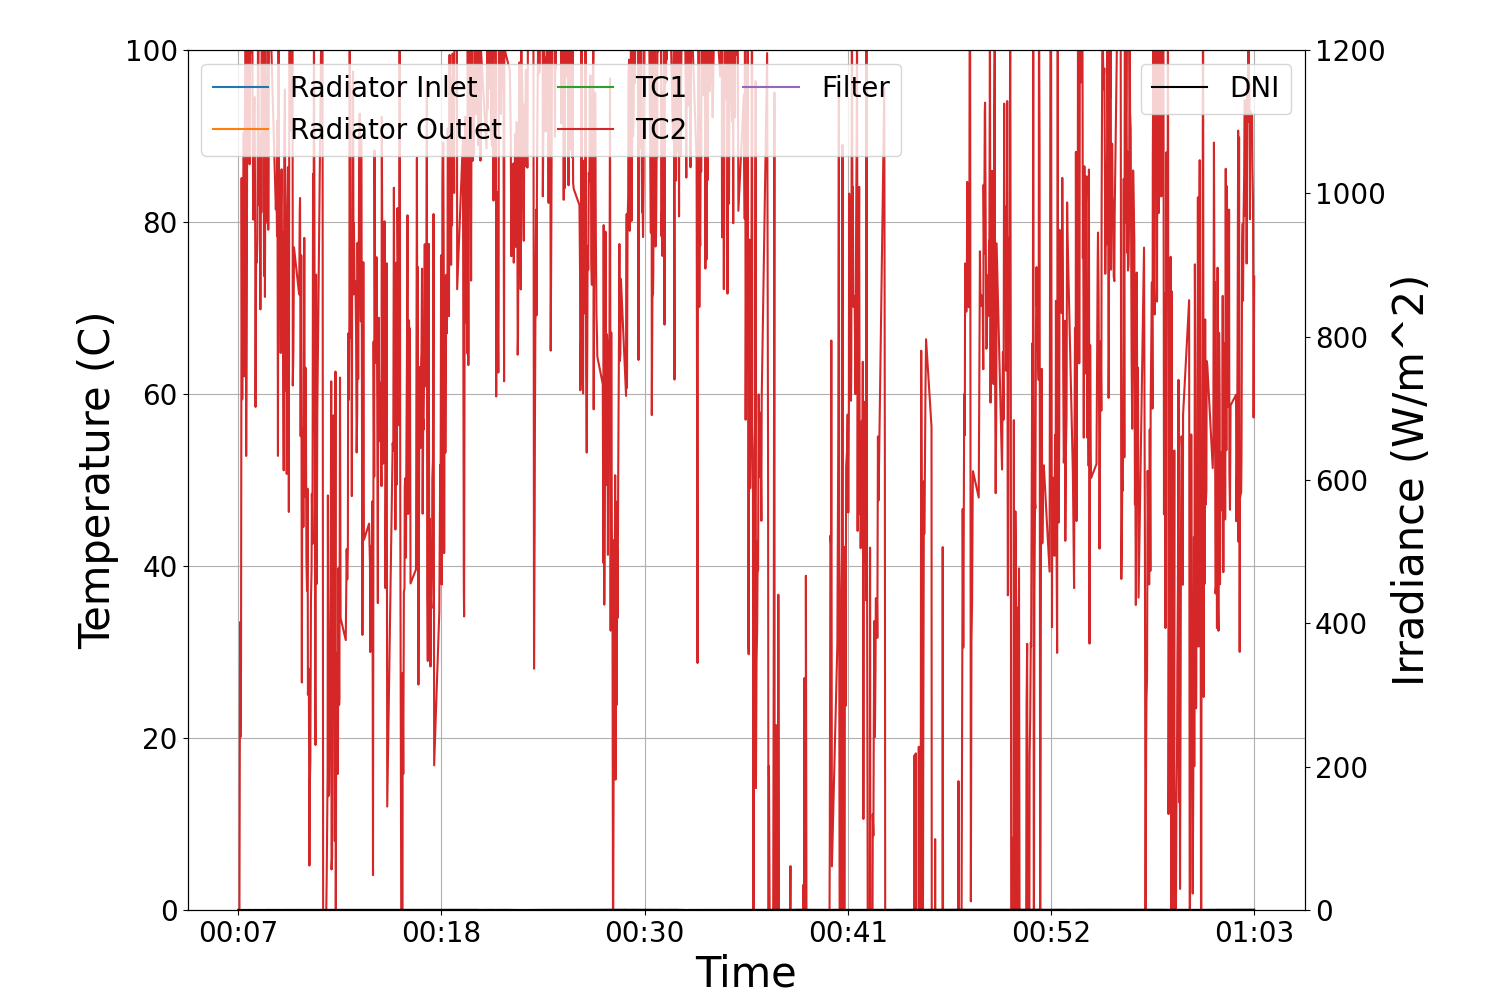 100
80
60
40
20
0
Temperature (C)
Radiator Inlet
Radiator Outlet
TC1
TC2
Filter
DNI
1200
1000
800
600
400
200
0
Irradiance (W/m^2)
00:07
00:18
00:30
00:41
00:52
01:03
Time